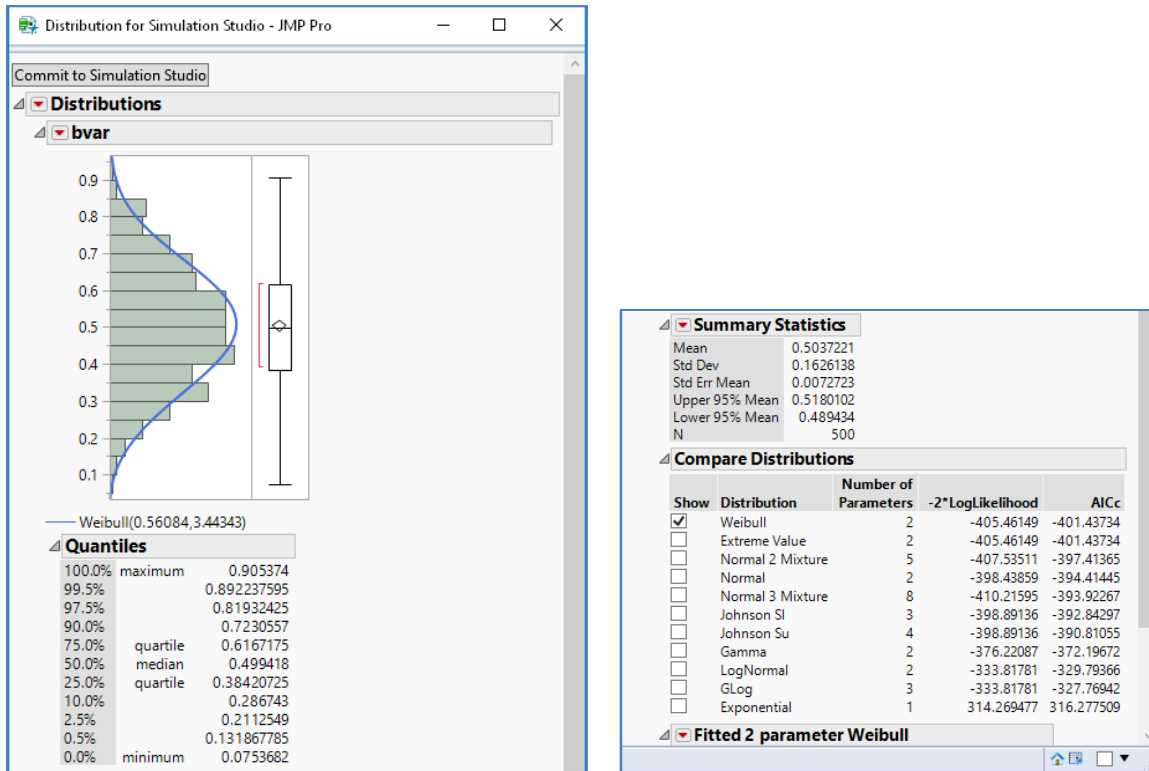 Distribution for Simulation Studio - JMP Pro
Commit to Simulation Studio
Distributions
bvar
0.9
0.8
0.7
0.6
0.5
0.4
0.3
0.2
0.1
Weibull(0.56084,3.44343)
Quantiles
100.0% maximum 0.905374
99.5% 0.892237595
97.5% 0.81932425
90.0% 0.7230557
75.0% quartile 0.6167175
50.0% median 0.499418
25.0% quartile 0.38420725
10.0% 0.286743
2.5% 0.2112549
0.5% 0.131867785
0.0% minimum 0.0753682
Summary Statistics
Mean 0.5037221
Std Dev 0.1626138
Std Err Mean 0.0072723
Upper 95% Mean 0.5180102
Lower 95% Mean 0.489434
N 500
Compare Distributions
Number of
Show Distribution Parameters -2*LogLikelihood AICc
Weibull 2 -405.46149 -401.43734
Extreme Value 2 -405.46149 -401.43734
Normal 2 Mixture 5 -407.53511 -397.41365
Normal 2 -398.43859 -394.41445
Normal 3 Mixture 8 -410.21595 -393.92267
Johnson Sl 3 -398.89136 -392.84297
Johnson Su 4 -398.89136 -390.81055
Gamma 2 -376.22087 -372.19672
LogNormal 2 -333.81781 -329.79366
GLog 3 -333.81781 -327.76942
Exponential 1 314.269477 316.277509
Fitted 2 parameter Weibull